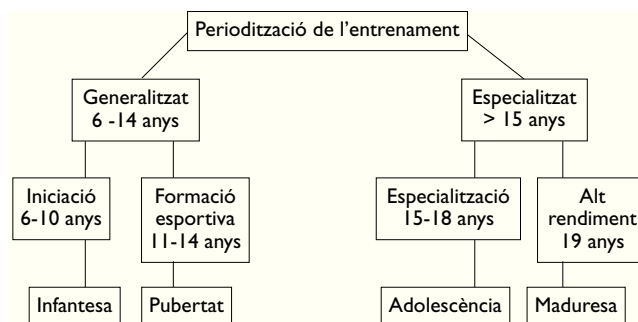 Periodització de l'entrenament
Generalitzat
6 -14 anys
Especialitzat
> 15 anys
Iniciació
6-10 anys
Formació
esportiva
11-14 anys
Especialització
15-18 anys
Alt
rendiment
19 anys
Infantesa
Pubertat
Adolescència
Maduresa